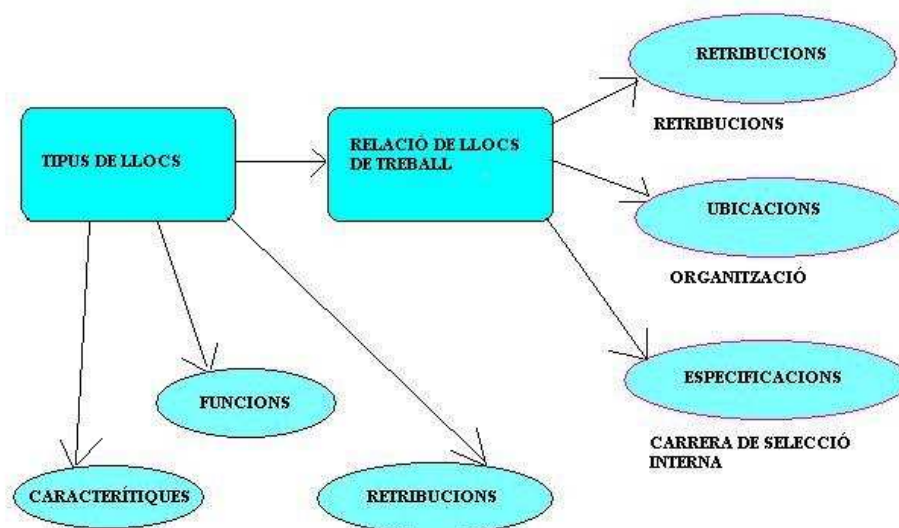 RETRIBUCIONS
RETRIBUCIONS
TIPUS DE LLOCS
RELACIÓ DE LLOCS
DE TREBALL
UBICACIONS
ORGANITZACIÓ
ESPECIFICACIONS
FUNCIONS
CARRERA DE SELECCIÓ
INTERNA
CARACTERÍTIQUES
RETRIBUCIONS